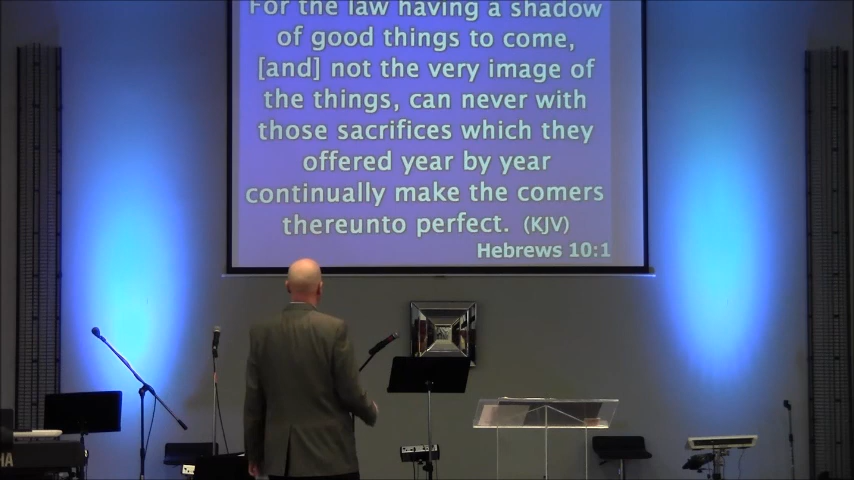 For the law having a shadow
of good things to come,
[and] not the very image of
the things, can never with
those sacrifices which they
offered year by year
continually make the comers
thereunto perfect. (KJV)
Hebrews 10:1
HA